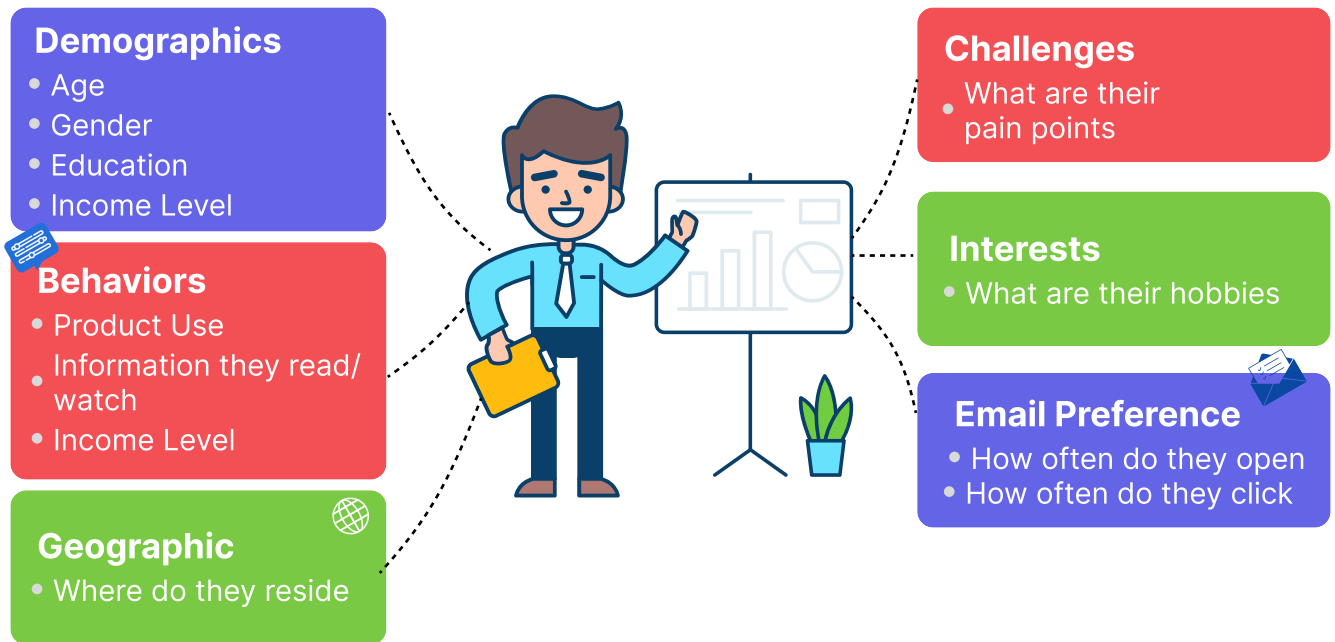 Demographics
Age
Gender
Education
Income Level
Behaviors
Product Use
Information they read/
watch
Income Level
Geographic
Where do they reside
Challenges
What are their
pain points
Interests
What are their hobbies
Email Preference
How often do they open
How often do they click